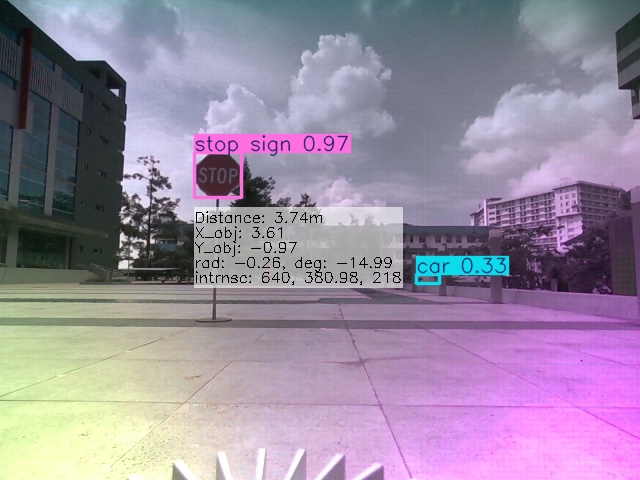 stop sign 0.97
STOP
Distance: 3.74m
X_obj: 3.61
Y_obj: -0.97
rad: -0.26, deg: -14.99
intrnsc: 640, 380.98, 218
car 0.33